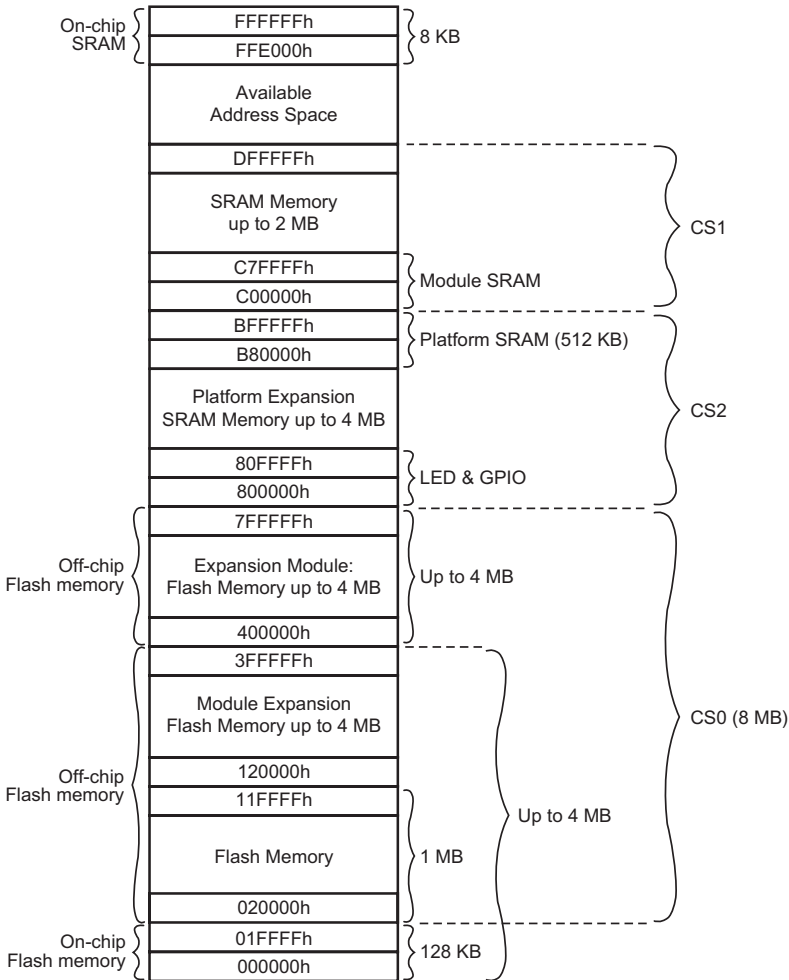 On-chip
SRAM
FFFFFFh
FFE000h
8 KB
Available
Address Space
DFFFFFh
SRAM Memory
up to 2 MB
C7FFFFh
C00000h
Module SRAM
CS1
BFFFFFh
B80000h
Platform SRAM (512 KB)
Platform Expansion
SRAM Memory up to 4 MB
80FFFFh
800000h
LED & GPIO
CS2
Off-chip
Flash memory
7FFFFFh
Expansion Module:
Flash Memory up to 4 MB
400000h
Up to 4 MB
Off-chip
Flash memory
3FFFFFh
Module Expansion
Flash Memory up to 4 MB
120000h
11FFFFh
Flash Memory
020000h
1 MB
Up to 4 MB
CS0 (8 MB)
On-chip
Flash memory
01FFFFh
000000h
128 KB